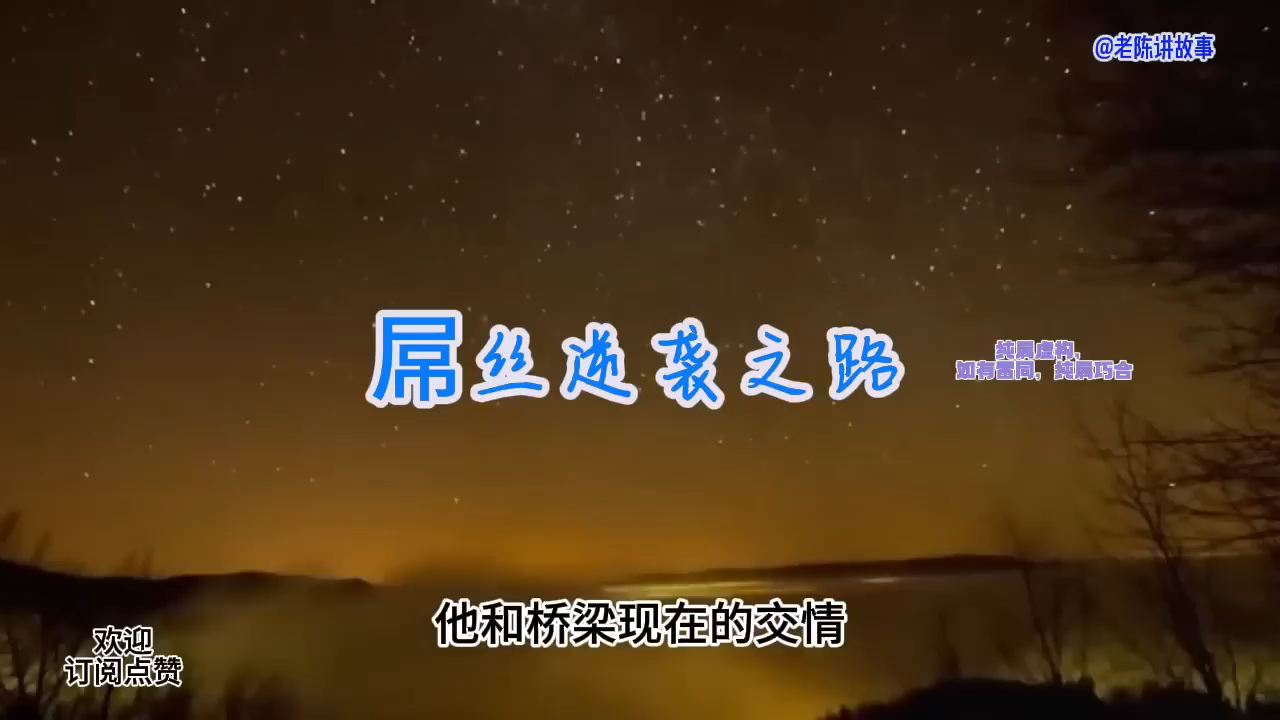 @老陈讲故事
屌丝逆袭之路
纯属虚构，
如有雷同，纯属巧合
他和桥梁现在的交情
欢迎
订阅点赞